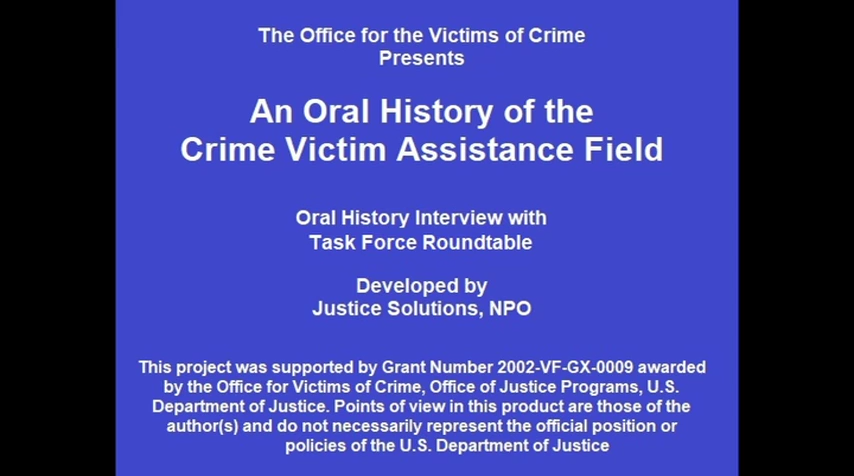 The Office for the Victims of Crime
Presents
An Oral History of the
Crime Victim Assistance Field
Oral History Interview with
Task Force Roundtable
Developed by
Justice Solutions, NPO
This project was supported by Grant Number 2002-VF-GX-0009 awarded
by the Office for Victims of Crime, Office of Justice Programs, U.S.
Department of Justice. Points of view in this product are those of the
author(s) and do not necessarily represent the official position or
policies of the U.S. Department of Justice